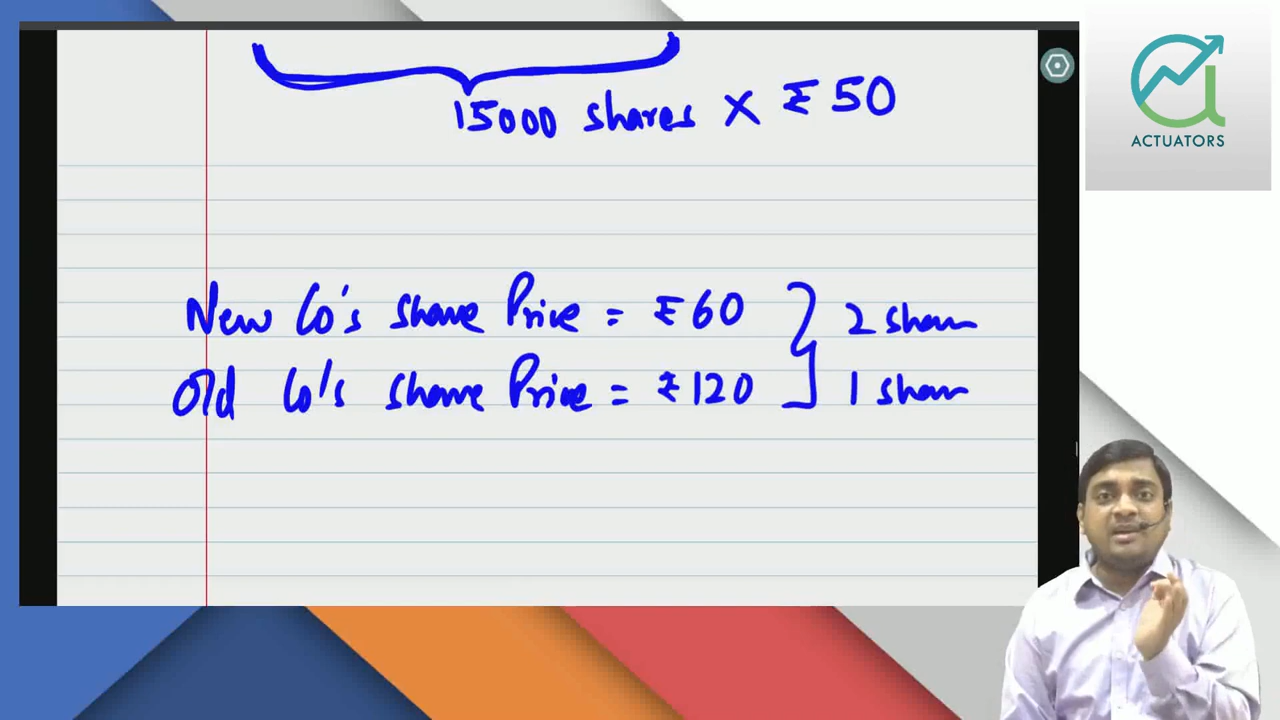 15000 shares × ₹ 50
ACTUATORS
New Co's share Price = ₹ 60 2 share
Old Co's share Price = ₹ 120 1 share